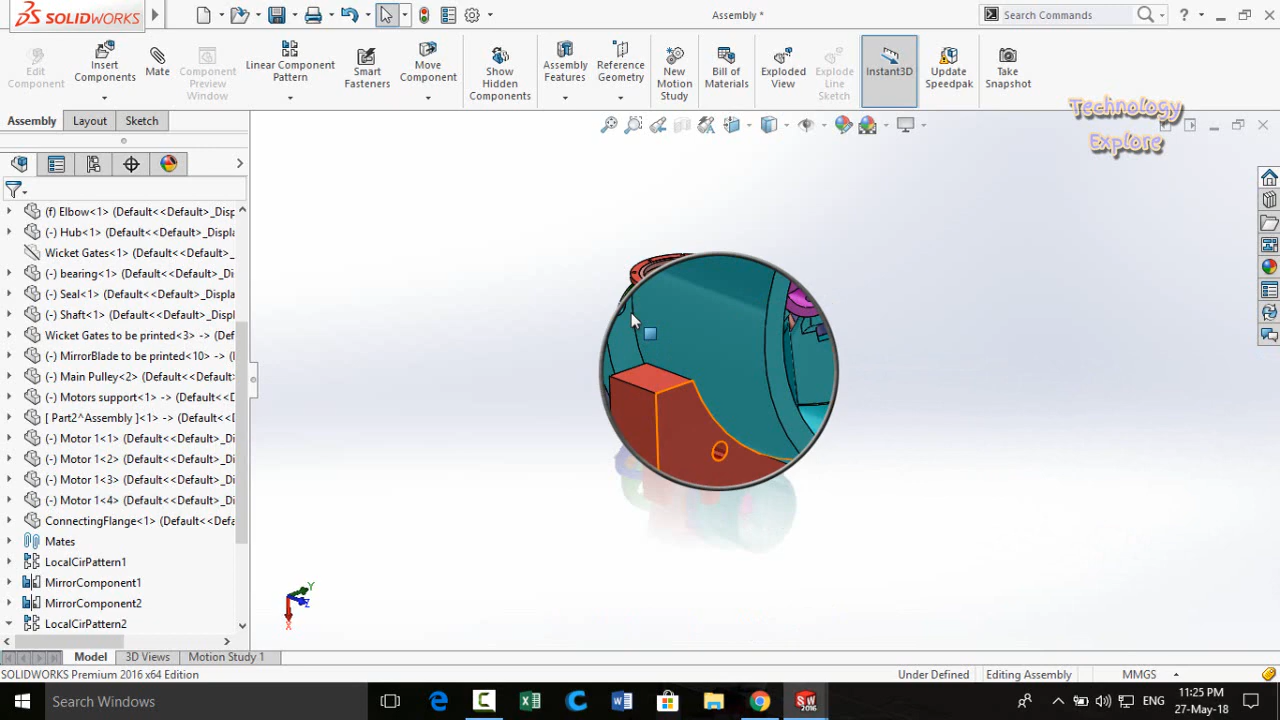 SOLIDWORKS
Assembly *
Search Commands
Edit Component
Insert Components
Mate
Component Preview Window
Linear Component Pattern
Smart Fasteners
Move Component
Show Hidden Components
Assembly Features
Reference Geometry
New Motion Study
Bill of Materials
Exploded View
Explode Line Sketch
Instant3D
Update Speedpak
Take Snapshot
Technology
Explore
Assembly
Layout
Sketch
(f) Elbow<1> (Default<<Default>_Disp
(-) Hub<1> (Default<<Default>_Displa
Wicket Gates<1> (Default<<Default>_
(-) bearing<1> (Default<<Default>_Di
(-) Seal<1> (Default<<Default>_Displa
(-) Shaft<1> (Default<<Default>_Displ
Wicket Gates to be printed<3> -> (Def
(-) MirrorBlade to be printed<10> -> (
(-) Main Pulley<2> (Default<<Default
(-) Motors support<1> -> (Default<<D
[ Part2^Assembly ]<1> -> (Default<<D
(-) Motor 1<1> (Default<<Default>_Di
(-) Motor 1<2> (Default<<Default>_Di
(-) Motor 1<3> (Default<<Default>_Di
(-) Motor 1<4> (Default<<Default>_Di
ConnectingFlange<1> (Default<<Defa
Mates
LocalCirPattern1
MirrorComponent1
MirrorComponent2
LocalCirPattern2
Y
Z
X
Model
3D Views
Motion Study 1
SOLIDWORKS Premium 2016 x64 Edition
Under Defined
Editing Assembly
MMGS
Search Windows
ENG
11:25 PM
27-May-18